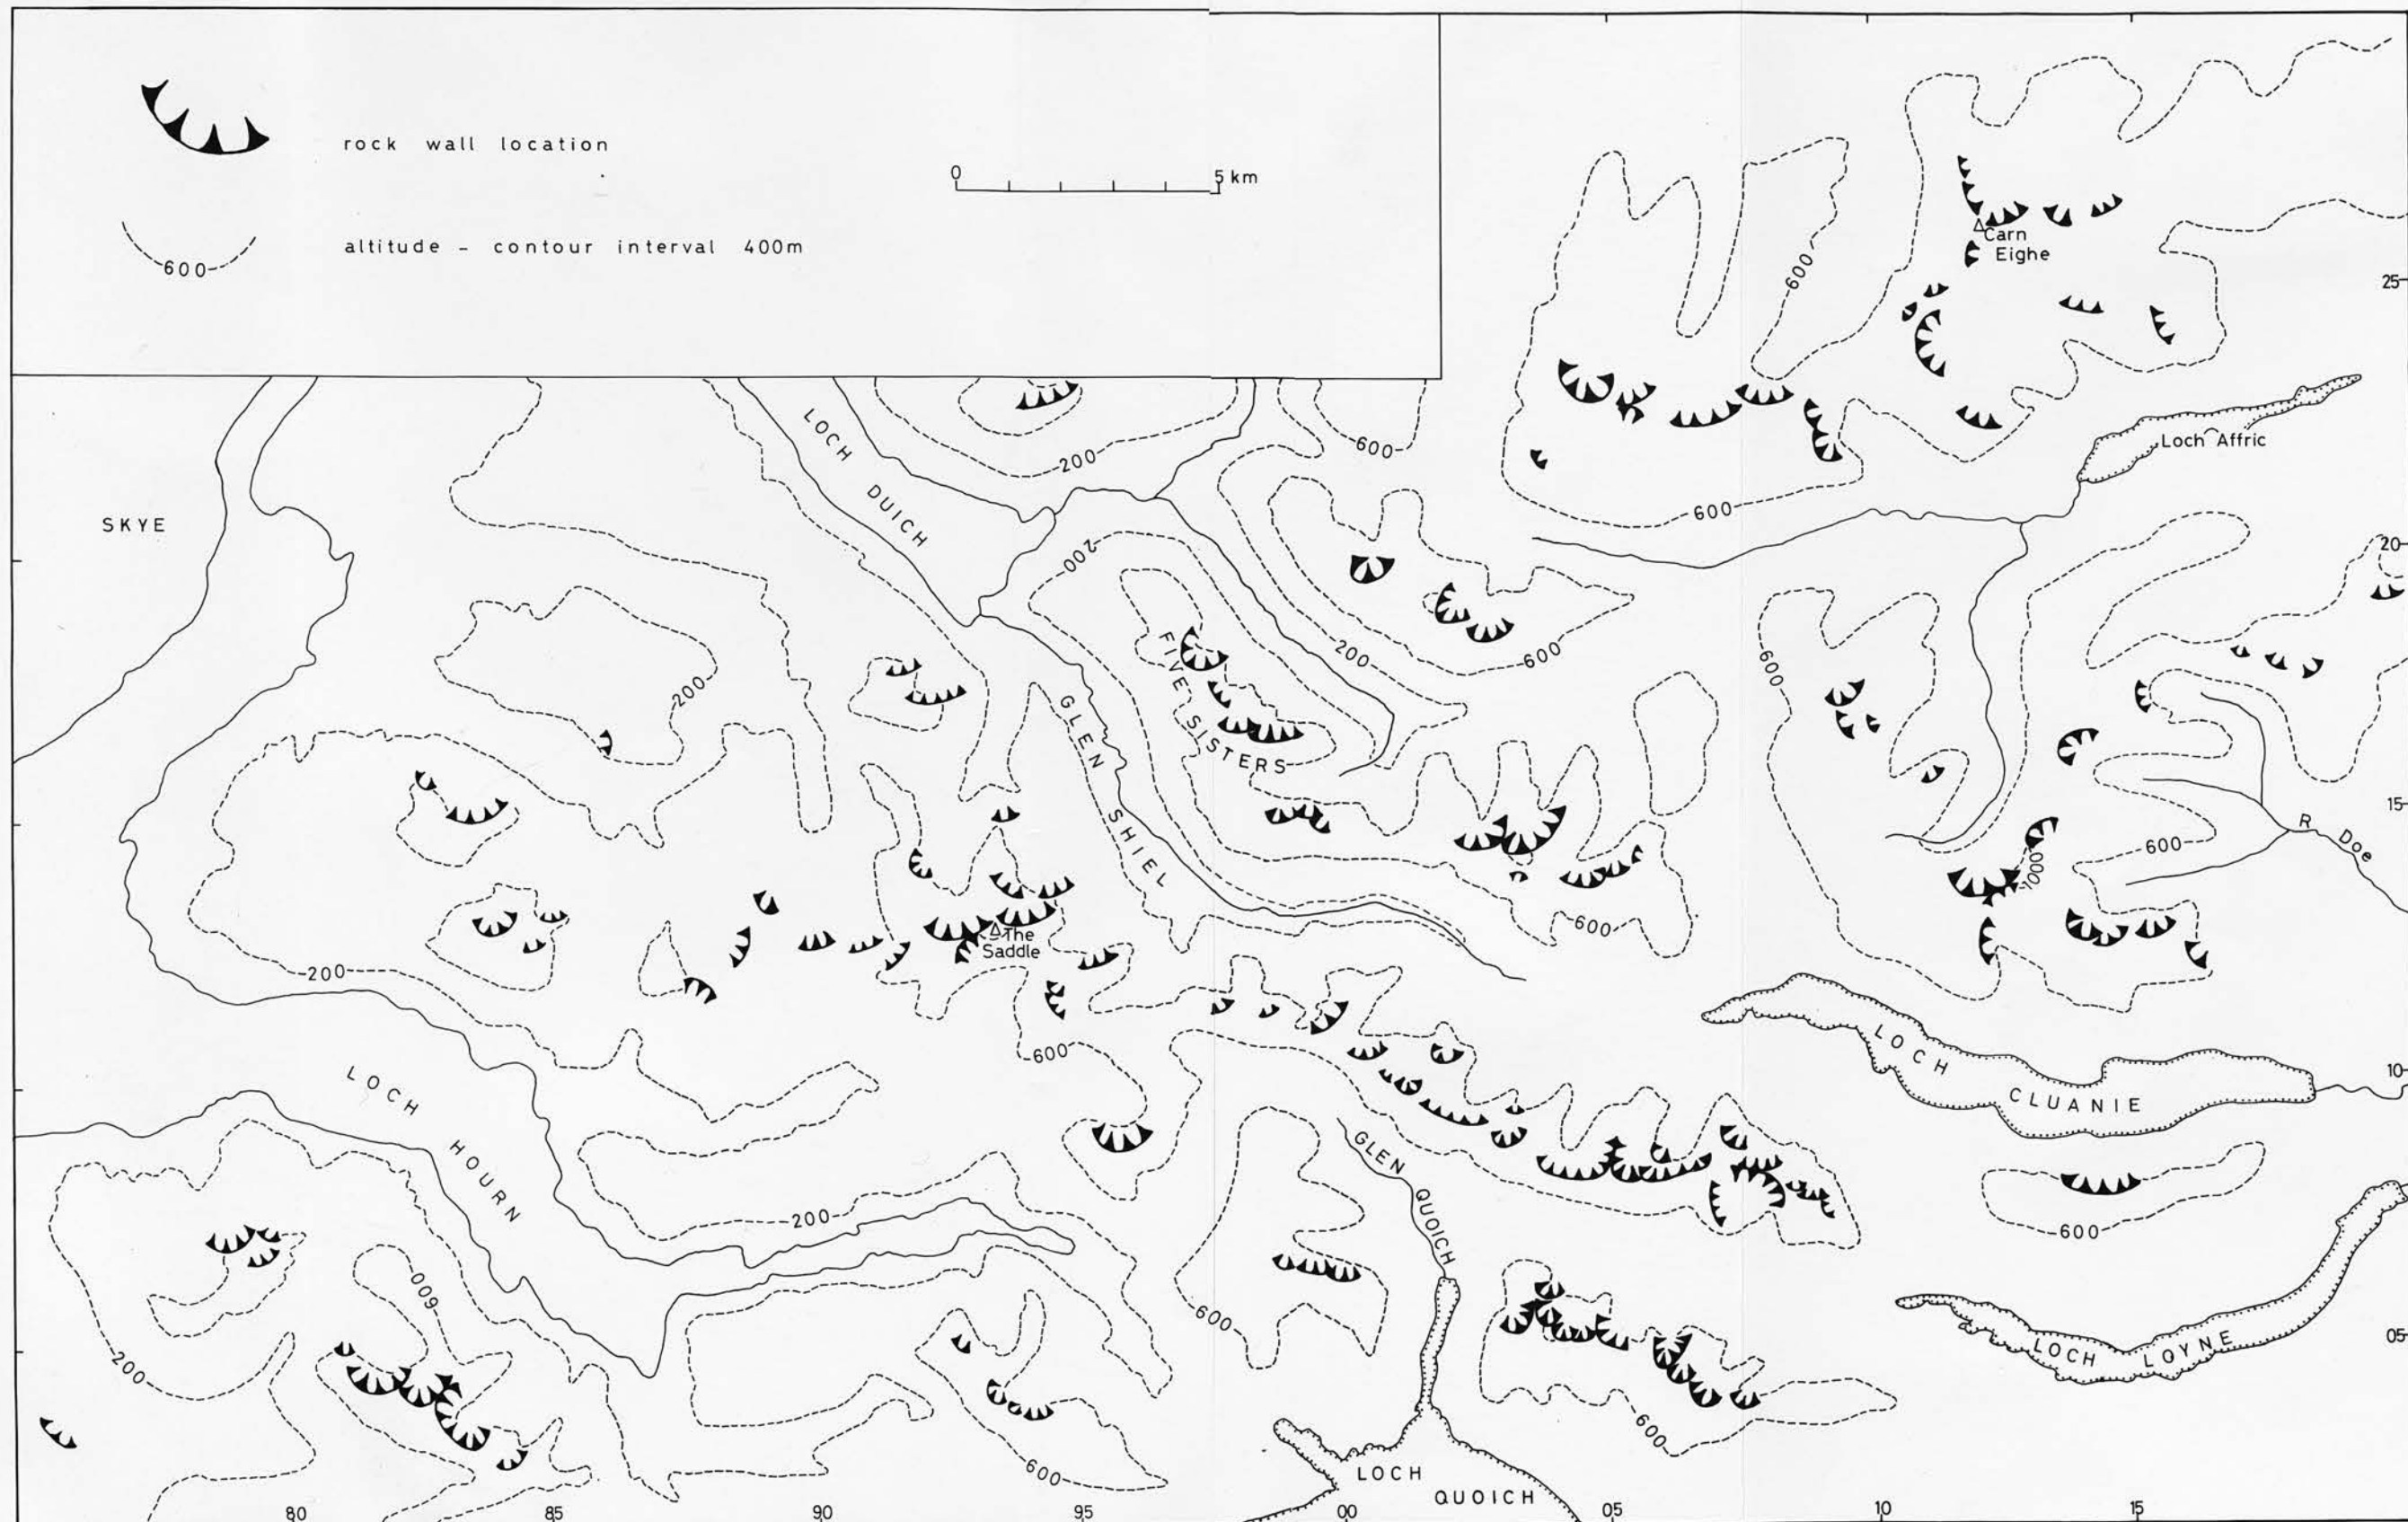 rock wall location
0 5 km
altitude - contour interval 400m
600
Carn
Eighe
600
25
LOCH
DUICH
200
600
Loch Affric
SKYE
600
200
20
FIVE SISTERS
200
600
600
200
GLEN SHIEL
15
R Doe
600
1000
600
The
Saddle
200
600
LOCH
HOURN
LOCH
CLUANIE
10
GLEN
QUOICH
200
600
600
600
200
LOCH
LOYNE
05
600
600
LOCH
QUOICH
80
85
90
95
00
05
10
15